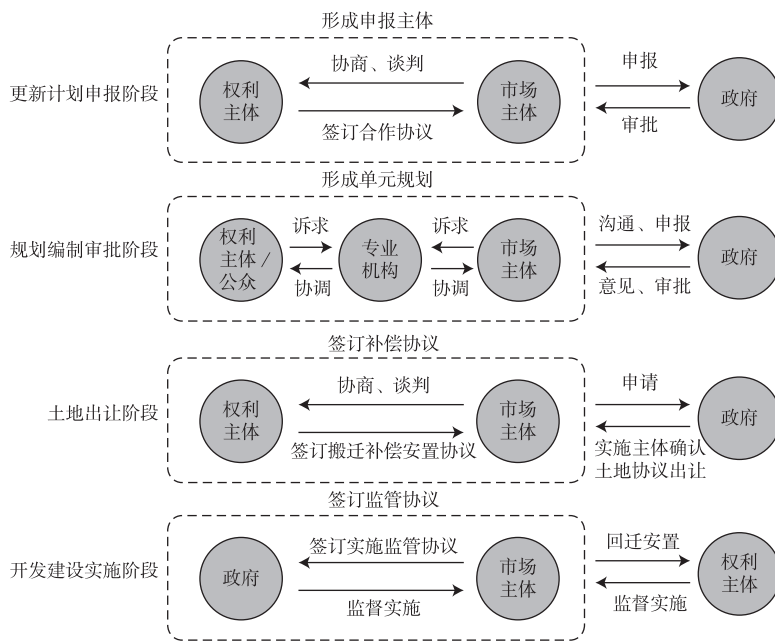 形成申报主体
更新计划申报阶段
权利
主体
协商、谈判
签订合作协议
市场
主体
申报
审批
政府
形成单元规划
规划编制审批阶段
权利
主体/
公众
诉求
协调
专业
机构
诉求
协调
市场
主体
沟通、申报
意见、审批
政府
签订补偿协议
土地出让阶段
权利
主体
协商、谈判
签订搬迁补偿安置协议
市场
主体
申请
实施主体确认
土地协议出让
政府
签订监管协议
开发建设实施阶段
政府
签订实施监管协议
监督实施
市场
主体
回迁安置
监督实施
权利
主体